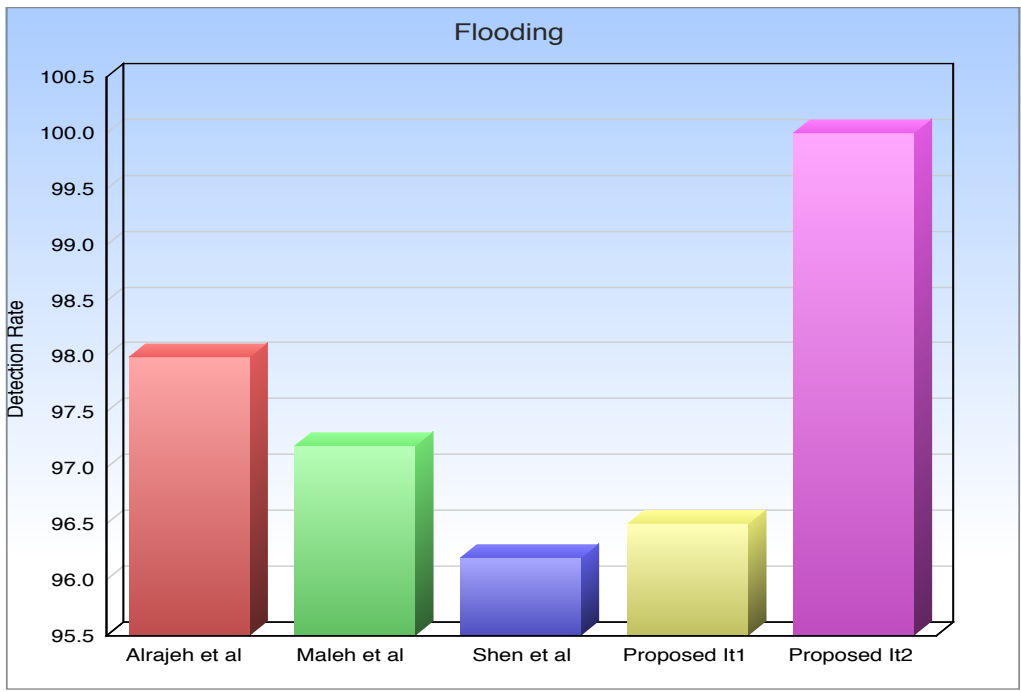 Flooding
100.5
100.0
99.5
99.0
98.5
98.0
97.5
97.0
96.5
96.0
95.5
Detection Rate
Alrajeh et al
Maleh et al
Shen et al
Proposed It1
Proposed It2